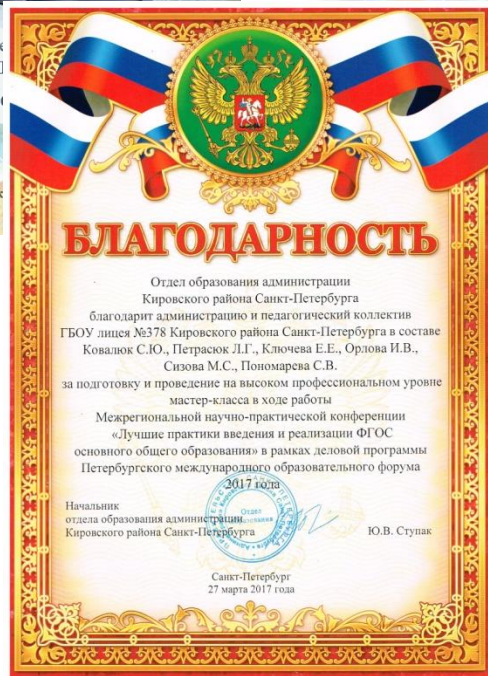 БЛАГОДАРНОСТЬ
Отдел образования администрации
Кировского района Санкт-Петербурга
благодарит администрацию и педагогический коллектив
ГБОУ лицея №378 Кировского района Санкт-Петербурга в составе
Ковалюк С.Ю., Петрасюк Л.Г., Ключева Е.Е., Орлова И.В.,
Сизова М.С., Пономарева С.В.
за подготовку и проведение на высоком профессиональном уровне
мастер-класса в ходе работы
Межрегиональной научно-практической конференции
«Лучшие практики введения и реализации ФГОС
основного общего образования» в рамках деловой программы
Петербургского международного образовательного форума
2017 года
Начальник
отдела образования администрации
Кировского района Санкт-Петербурга
Ю.В. Ступак
Отдел
образования
Санкт-Петербург
27 марта 2017 года